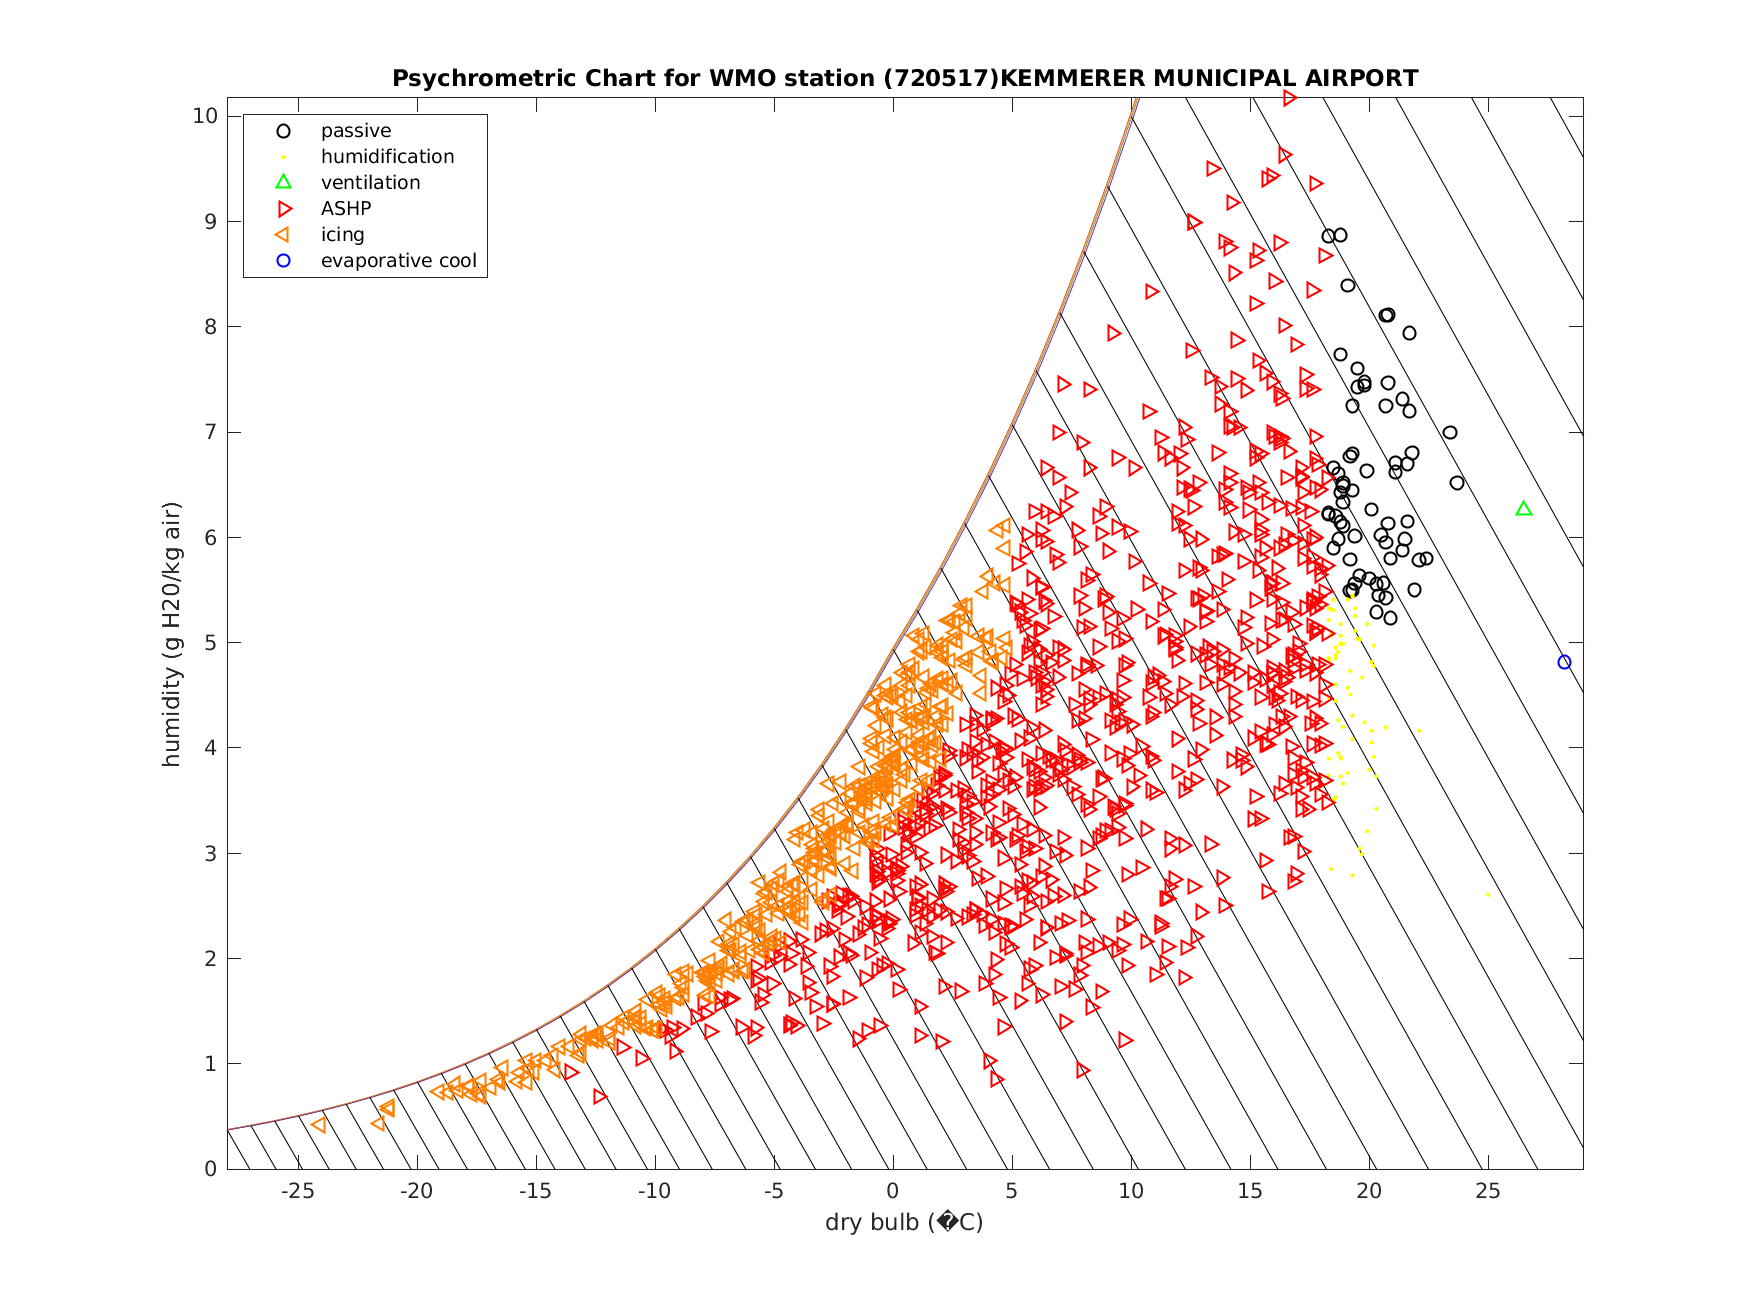 Psychrometric Chart for WMO station (720517)KEMMERER MUNICIPAL AIRPORT
passive
humidification
ventilation
ASHP
icing
evaporative cool
humidity (g H20/kg air)
10
9
8
7
6
5
4
3
2
1
0
-25 -20 -15 -10 -5 0 5 10 15 20 25
dry bulb (�C)